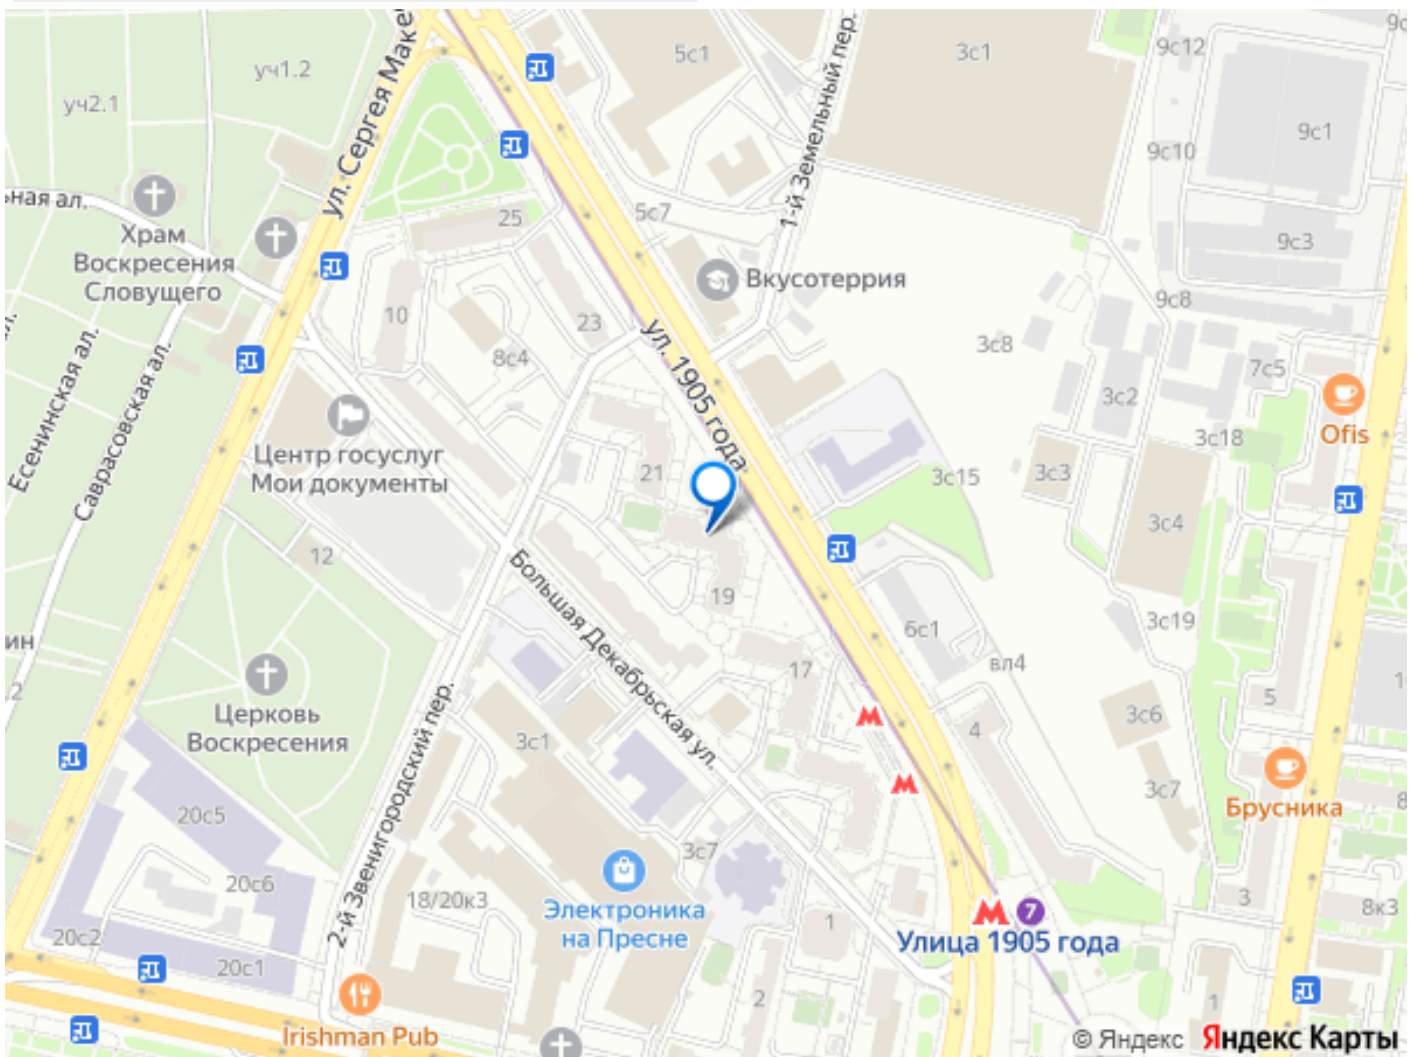 5с1
3с1
9с12
уч1.2
уч2.1
9с1
ул. Сергея Маке
1-й Земельный пер.
9с10
ьная ал.
Храм
Воскресения
Словущего
25
5с7
9с3
Вкусотеррия
9с8
10
23
8с4
ул. 1905 года
3с8
7с5
3с2
Есенинская ал.
Саврасовская ал.
Центр госуслуг
Мои документы
3с18
Ofis
21
3с15
3с3
3с4
12
Большая Декабрьская ул.
19
6с1
3с19
ин
вл4
17
5
Церковь
Воскресения
2-й Звенигородский пер.
3с1
4
3с6
3с7
Брусника
20с5
3с7
20с6
18/20к3
Электроника
на Пресне
7
3
8к3
20с2
20с1
1
Улица 1905 года
2
1
Irishman Pub
© Яндекс Яндекс Карты